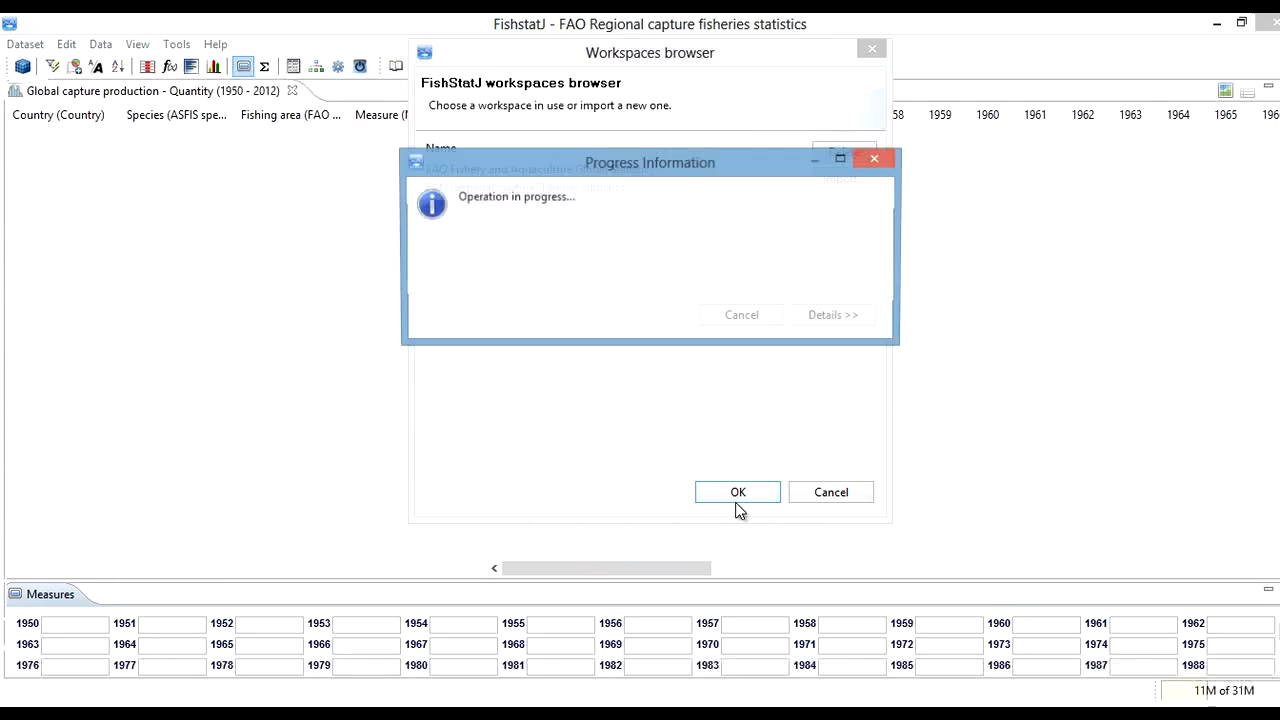 FishstatJ - FAO Regional capture fisheries statistics
Dataset Edit Data View Tools Help
Global capture production - Quantity (1950 - 2012)
Country (Country) Species (ASFIS spe... Fishing area (FAO ... Measure ( 58 1959 1960 1961 1962 1963 1964 1965 196
Workspaces browser
FishStatJ workspaces browser
Choose a workspace in use or import a new one.
Name
Progress Information
FAO Fishery and Aquaculture Global
Operation in progress...
Cancel Details >>
OK Cancel
Measures
1950 1951 1952 1953 1954 1955 1956 1957 1958 1959 1960 1961 1962
1963 1964 1965 1966 1967 1968 1969 1970 1971 1972 1973 1974 1975
1976 1977 1978 1979 1980 1981 1982 1983 1984 1985 1986 1987 1988
11M of 31M